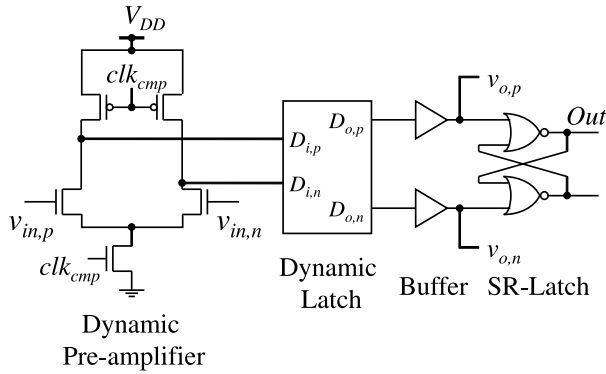 V_DD
clk_cmp
v_o,p
Out
D_o,p
D_i,p
D_i,n
D_o,n
v_in,p
v_in,n
v_o,n
clk_cmp
Dynamic
Latch
Buffer
SR-Latch
Dynamic
Pre-amplifier